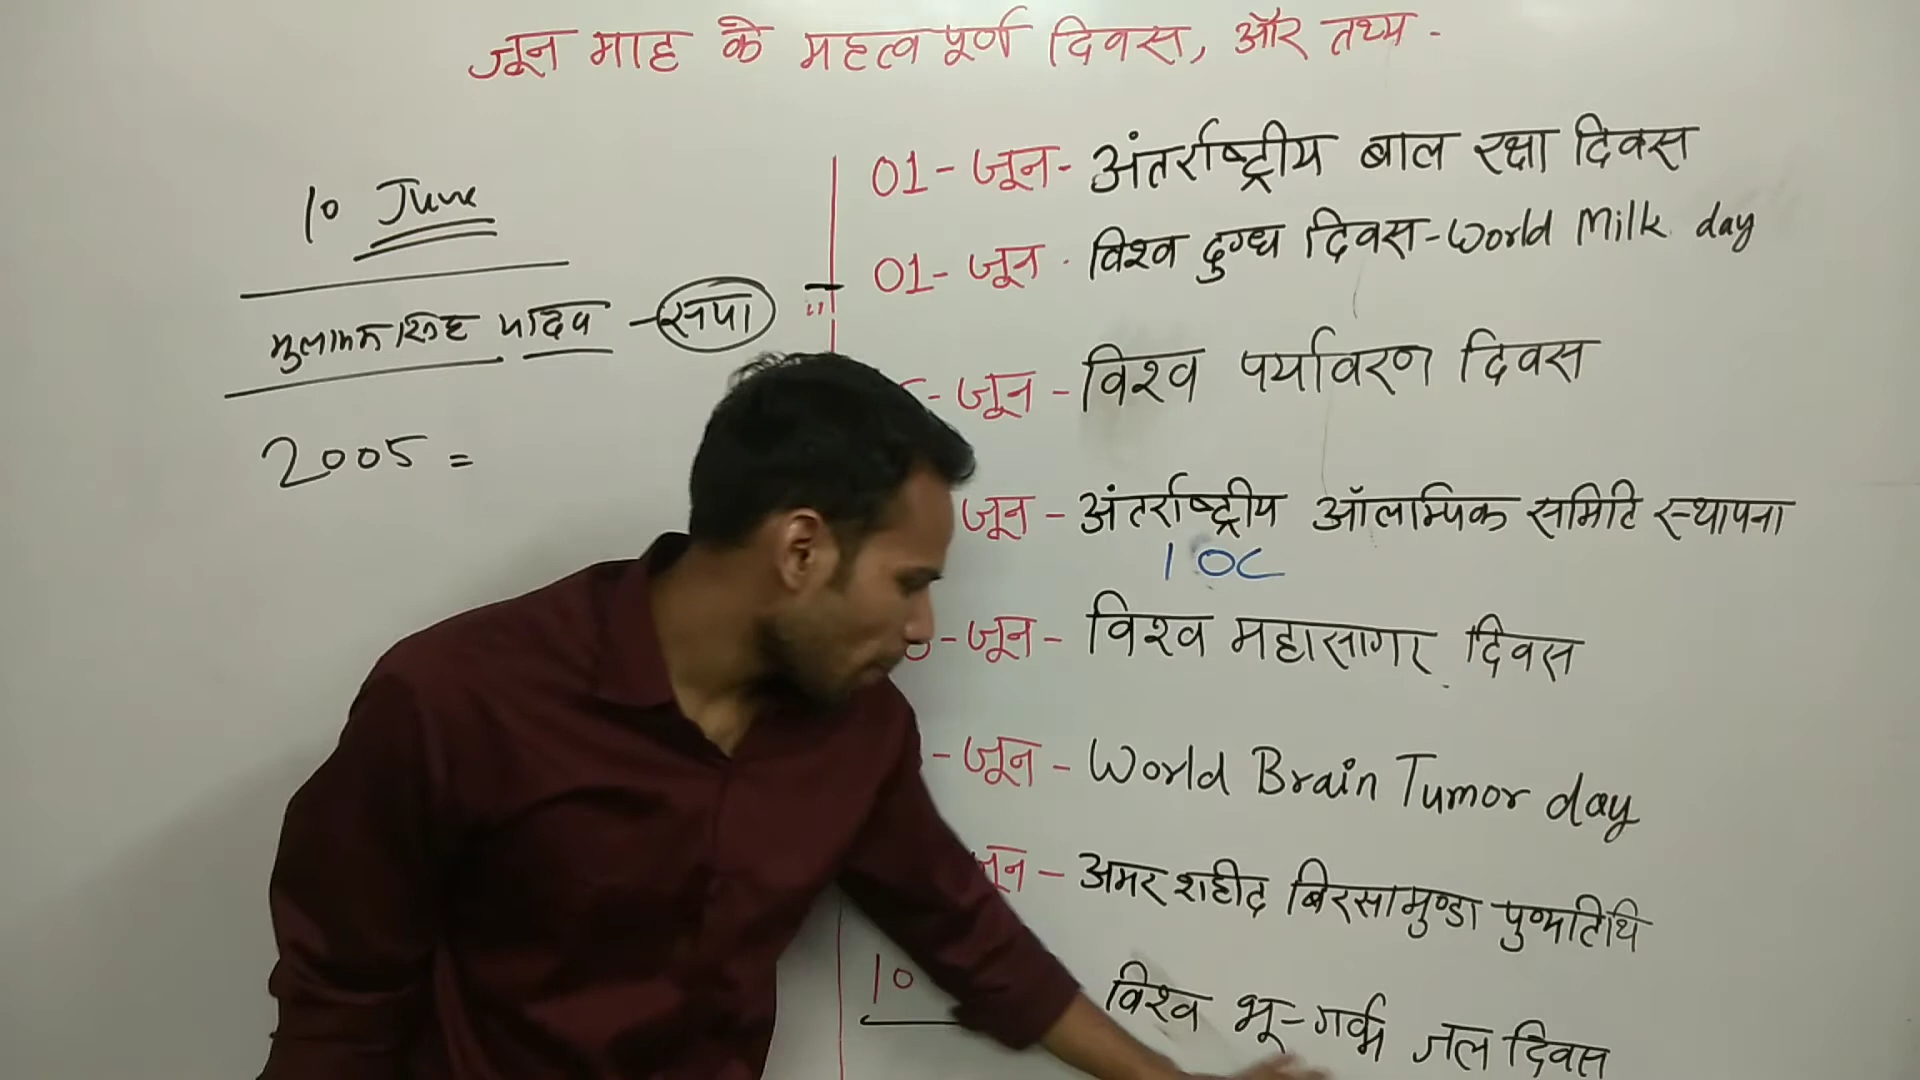 जून माह के महत्वपूर्ण दिवस, और तथ्य -
10 June
मुलायम सिंह यादव - सपा
2005 =
01 - जून - अंतर्राष्ट्रीय बाल रक्षा दिवस
01 - जून - विश्व दुग्ध दिवस - World Milk day
- जून - विश्व पर्यावरण दिवस
जून - अंतर्राष्ट्रीय ऑलम्पिक समिति स्थापना
IOC
- जून - विश्व महासागर दिवस
- जून - World Brain Tumor day
जून - अमर शहीद बिरसामुण्डा पुण्यतिथि
10 विश्व भू-गर्व्भ जल दिवस